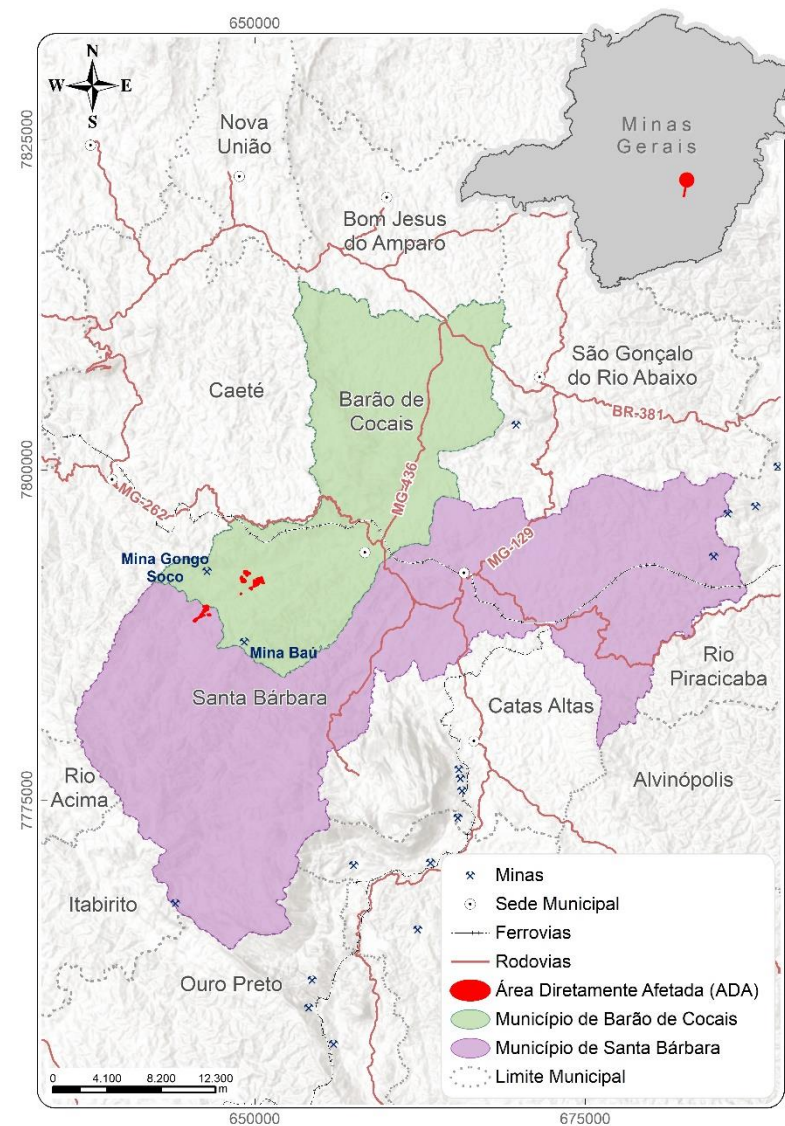 650000
N
W E
S
7825000
Nova
União
Minas
Gerais
Bom Jesus
do Amparo
São Gonçalo
do Rio Abaixo
Caeté
Barão de
Cocais
BR-381
7800000
MG-262
MG-436
MG-129
Mina Gongo
Soco
Mina Baú
Santa Bárbara
Rio
Piracicaba
Catas Altas
Rio
Acima
Alvinópolis
7775000
Itabirito
Ouro Preto
Minas
Sede Municipal
Ferrovias
Rodovias
Área Diretamente Afetada (ADA)
Município de Barão de Cocais
Município de Santa Bárbara
Limite Municipal
0 4.100 8.200 12.300
m
650000 675000